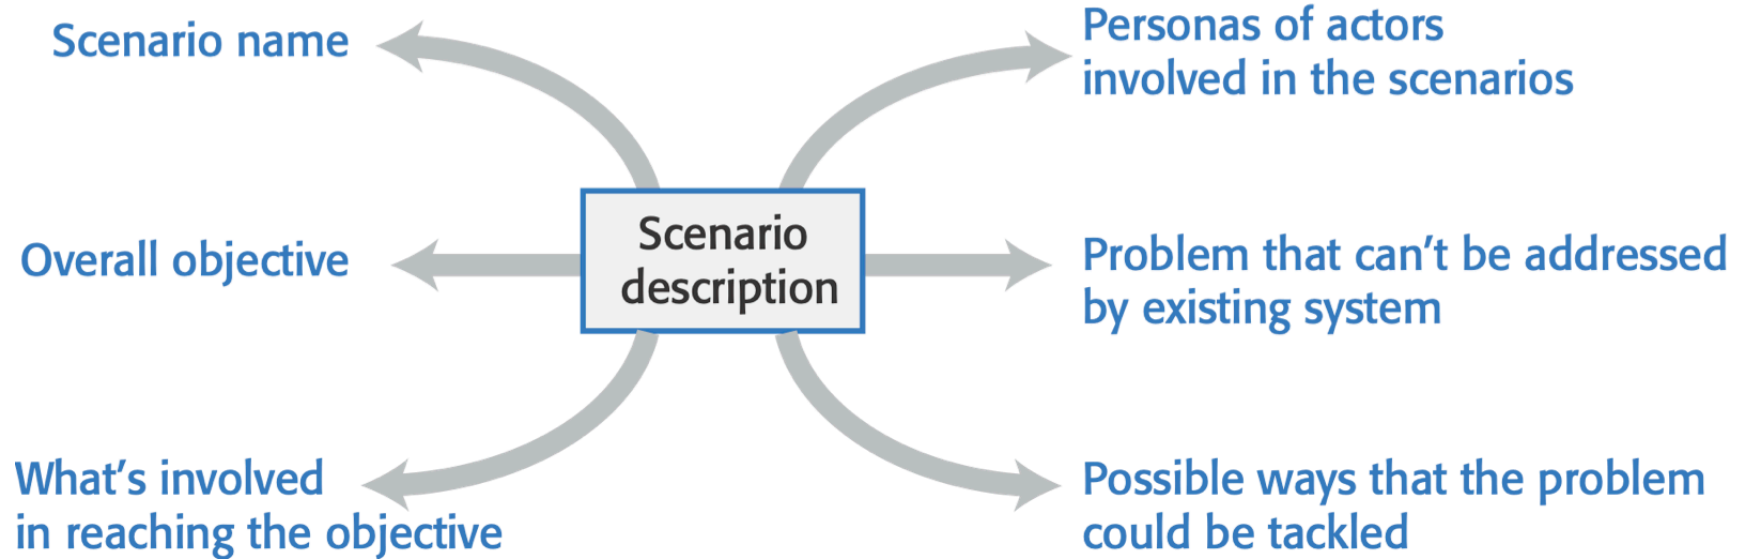 Scenario name
Personas of actors
involved in the scenarios
Scenario
description
Overall objective
Problem that can’t be addressed
by existing system
What’s involved
in reaching the objective
Possible ways that the problem
could be tackled